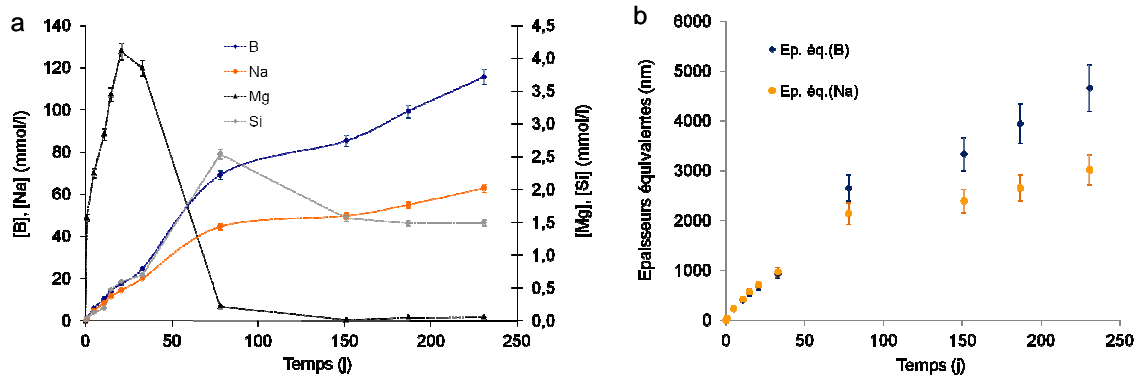 a
[B], [Na] (mmol/l)
140
120
100
80
60
40
20
0
B
Na
Mg
Si
4,5
4,0
3,5
3,0
2,5
2,0
1,5
1,0
0,5
0,0
[Mg], [Si] (mmol/l)
0 50 100 150 200 250
Temps (j)
b
Epaisseurs équivalentes (nm)
6000
5000
4000
3000
2000
1000
0
Ep. éq.(B)
Ep. éq.(Na)
0 50 100 150 200 250
Temps (j)